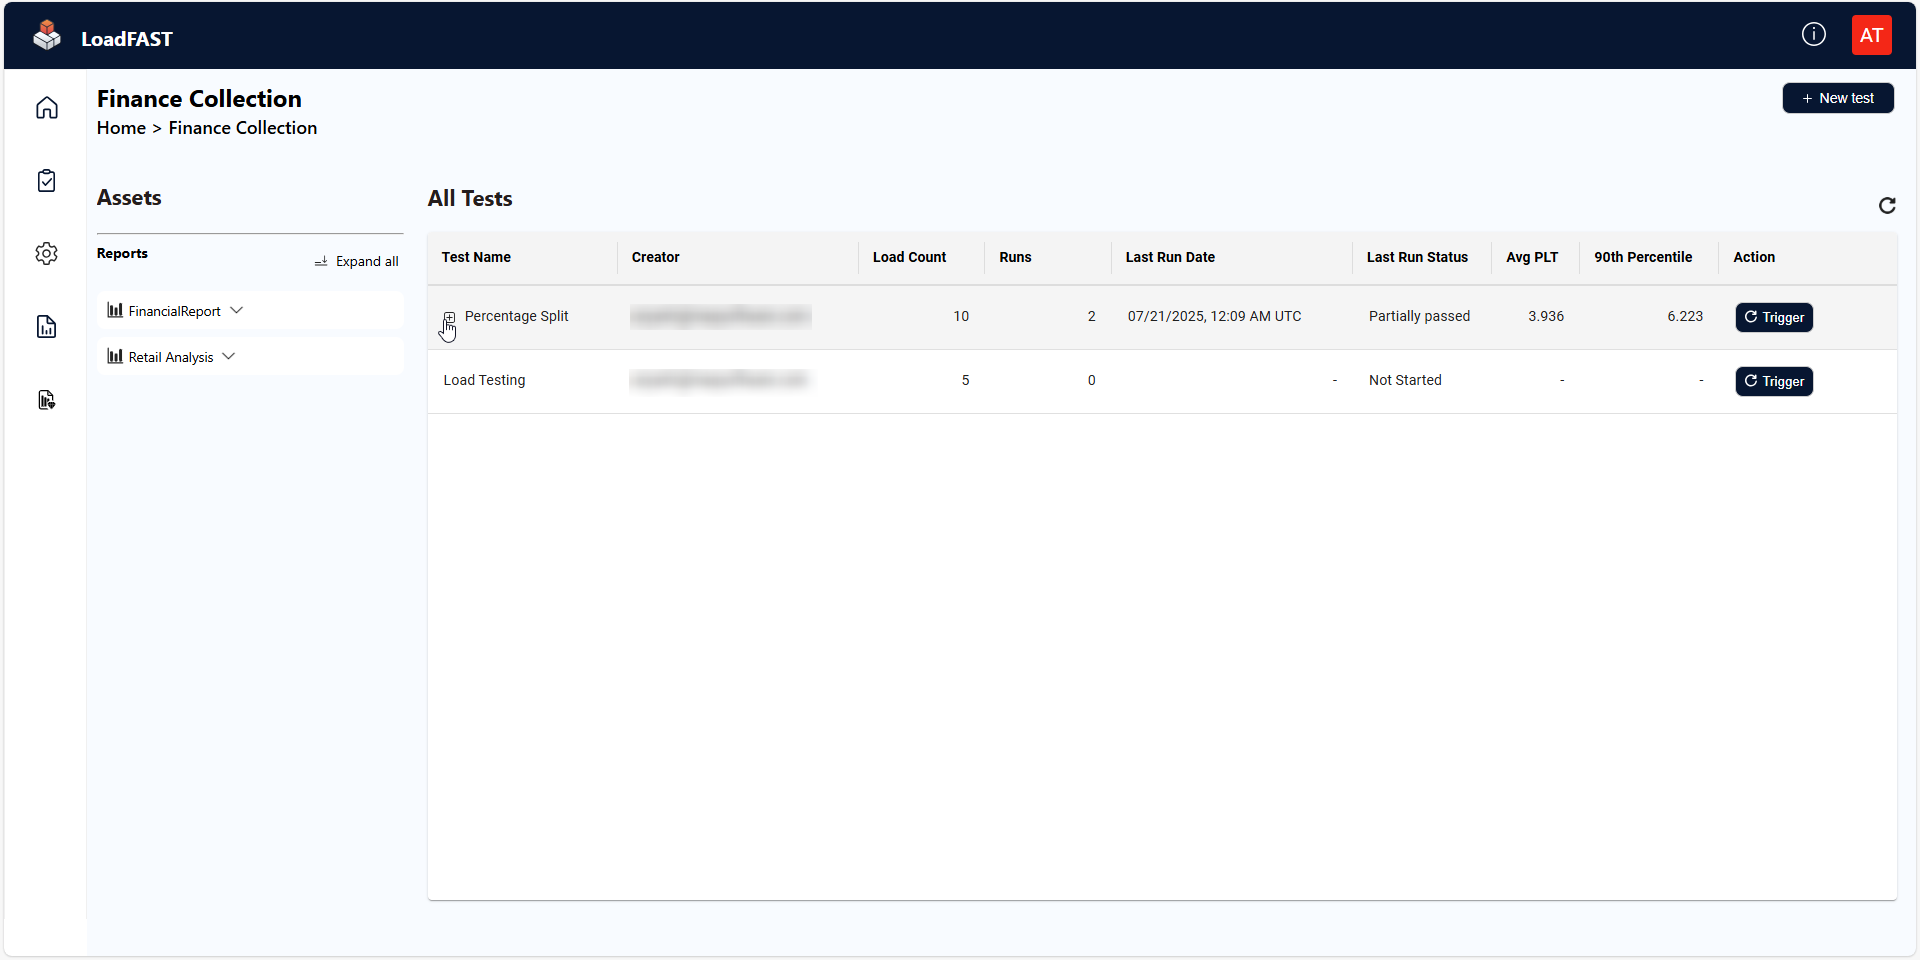 LoadFAST
AT
Finance Collection
Home > Finance Collection
+ New test
Assets
Reports
Expand all
FinancialReport
Retail Analysis
All Tests
Test Name Creator Load Count Runs Last Run Date Last Run Status Avg PLT 90th Percentile Action
Percentage Split 10 2 07/21/2025, 12:09 AM UTC Partially passed 3.936 6.223 Trigger
Load Testing 5 0 - Not Started - - Trigger